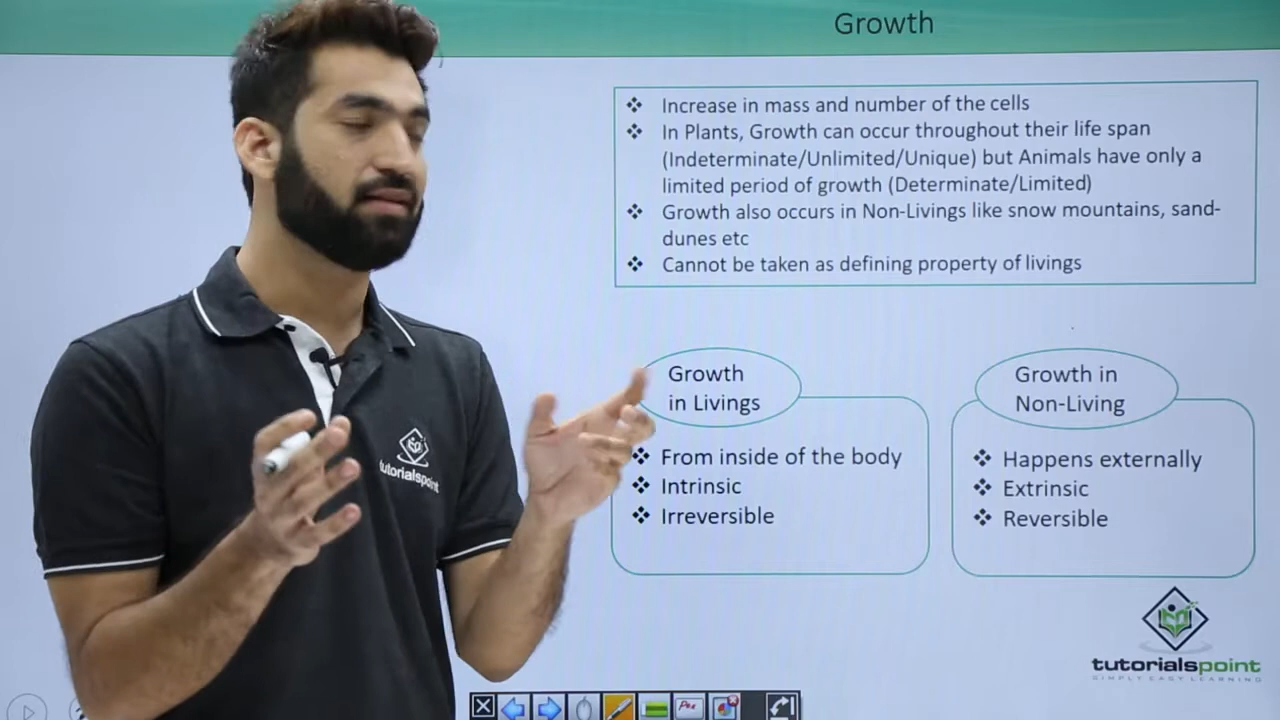 Growth
❖ Increase in mass and number of the cells
❖ In Plants, Growth can occur throughout their life span
(Indeterminate/Unlimited/Unique) but Animals have only a
limited period of growth (Determinate/Limited)
❖ Growth also occurs in Non-Livings like snow mountains, sand-
dunes etc
❖ Cannot be taken as defining property of livings
Growth
in Livings
❖ From inside of the body
❖ Intrinsic
❖ Irreversible
Growth in
Non-Living
❖ Happens externally
❖ Extrinsic
❖ Reversible
tutorialspoint
tutorialspoint
SIMPLY EASY LEARNING